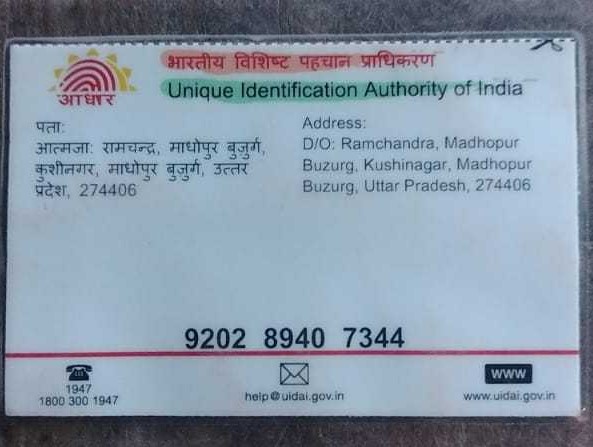 भारतीय विशिष्ट पहचान प्राधिकरण
Unique Identification Authority of India
आधार
पता:
आत्मजा: रामचन्द्र, माधोपुर बुजुर्ग,
कुशीनगर, माधोपुर बुजुर्ग, उत्तर
प्रदेश, 274406
Address:
D/O: Ramchandra, Madhopur
Buzurg, Kushinagar, Madhopur
Buzurg, Uttar Pradesh, 274406
9202 8940 7344
1947
1800 300 1947
help@uidai.gov.in
www
www.uidai.gov.in